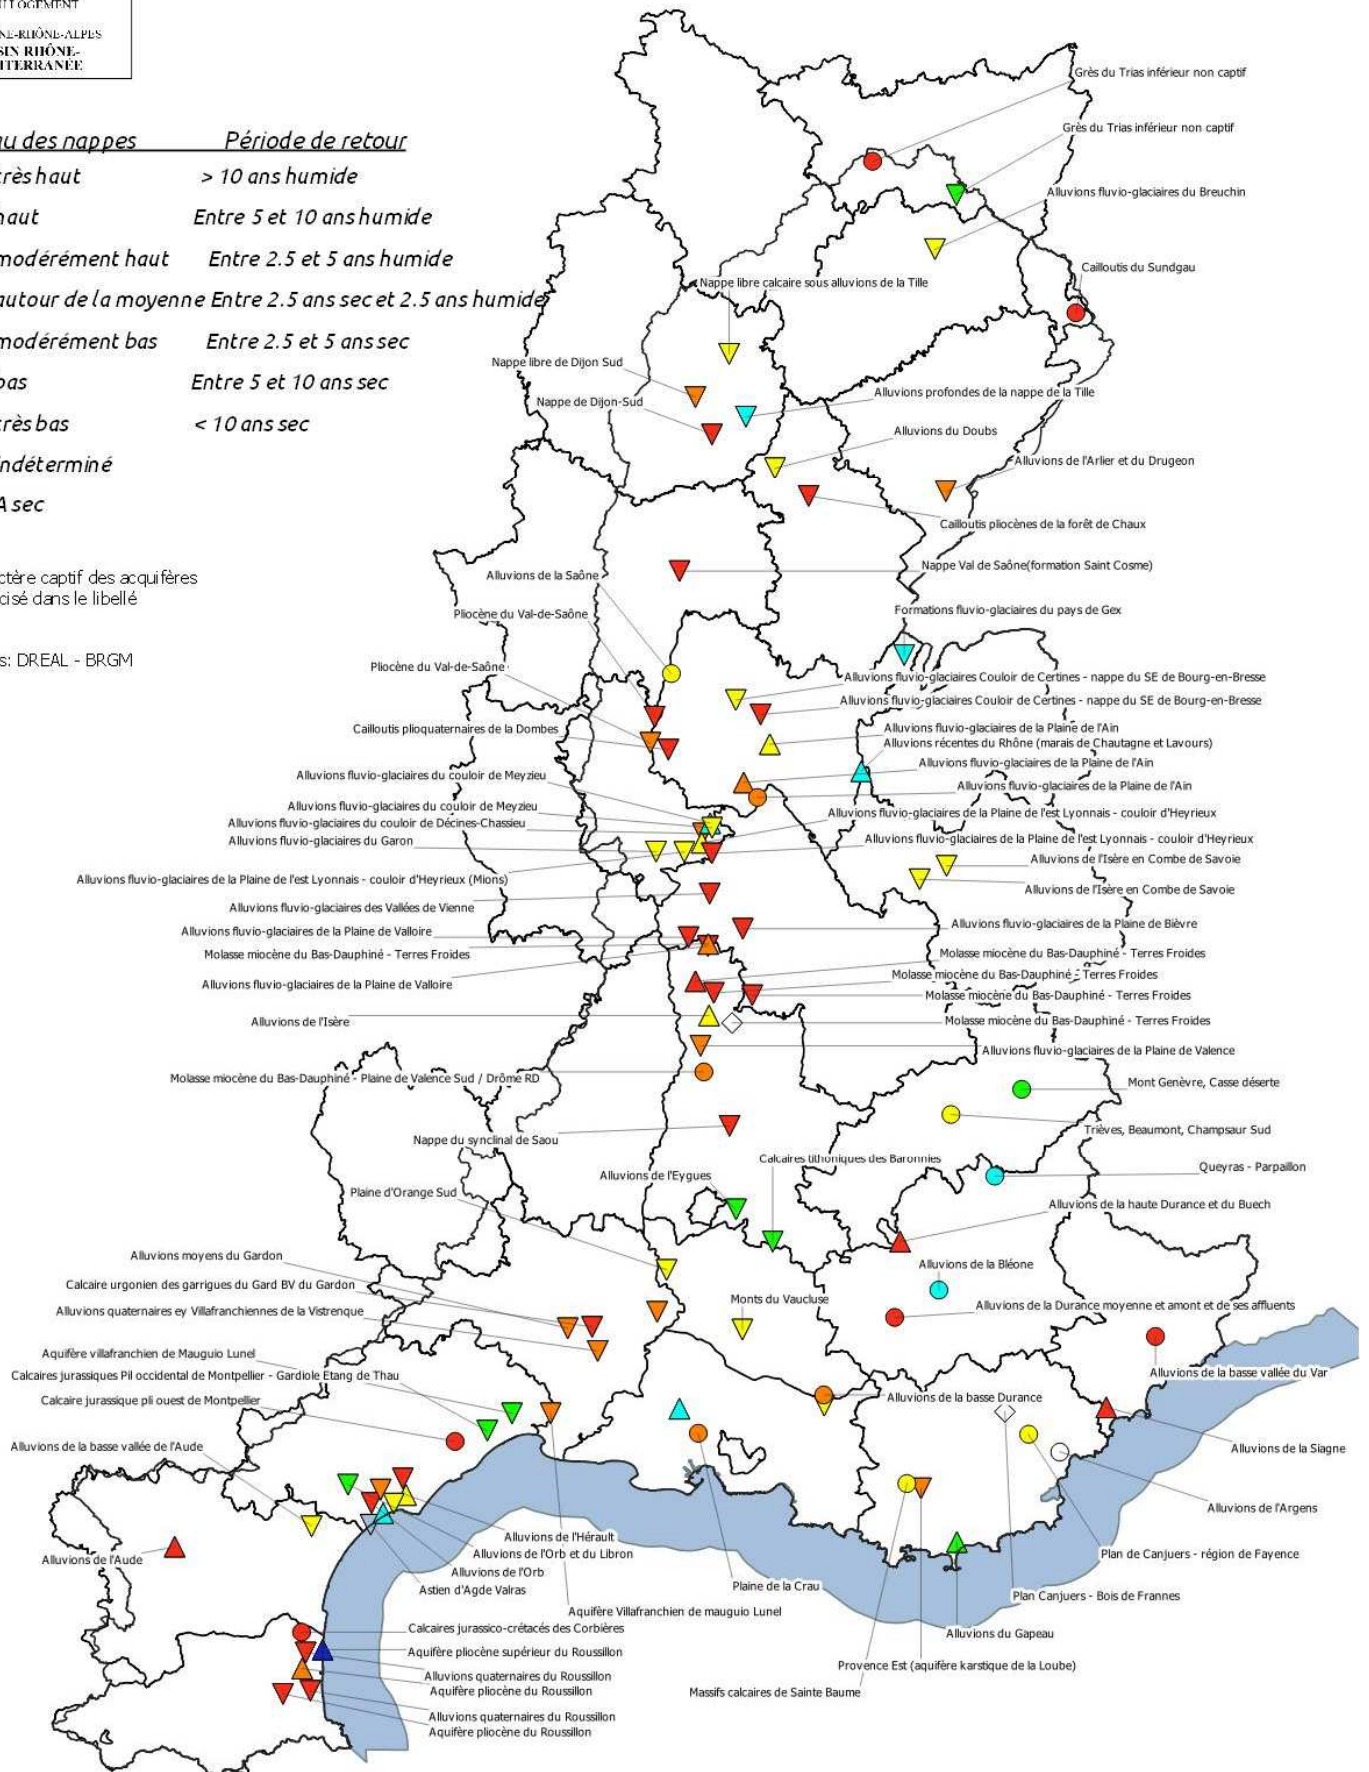 NE-RHÔNE-ALPES
SIN RHÔNE-
ITERRANÉE
au des nappes Période de retour
très haut > 10 ans humide
haut Entre 5 et 10 ans humide
modérément haut Entre 2.5 et 5 ans humide
autour de la moyenne Entre 2.5 ans sec et 2.5 ans humide
modérément bas Entre 2.5 et 5 ans sec
bas Entre 5 et 10 ans sec
très bas < 10 ans sec
indéterminé
A sec
ctère captif des acquifères
cisé dans le libellé
s: DREAL - BRGM
Grès du Trias inférieur non captif
Grès du Trias inférieur non captif
Alluvions fluvio-glaciaires du Breuchin
Cailloutis du Sundgau
Nappe libre calcaire sous alluvions de la Tille
Nappe libre de Dijon Sud
Nappe de Dijon-Sud
Alluvions profondes de la nappe de la Tille
Alluvions du Doubs
Alluvions de l'Arlier et du Drugeon
Cailloutis pliocènes de la forêt de Chaux
Nappe Val de Saône(formation Saint Cosme)
Alluvions de la Saône
Formations fluvio-glaciaires du pays de Gex
Pliocène du Val-de-Saône
Pliocène du Val-de-Saône
Alluvions fluvio-glaciaires Couloir de Certines - nappe du SE de Bourg-en-Bresse
Alluvions fluvio-glaciaires Couloir de Certines - nappe du SE de Bourg-en-Bresse
Cailloutis plioquaternaires de la Dombes
Alluvions fluvio-glaciaires de la Plaine de l'Ain
Alluvions récentes du Rhône (marais de Chautagne et Lavours)
Alluvions fluvio-glaciaires de la Plaine de l'Ain
Alluvions fluvio-glaciaires du couloir de Meyzieu
Alluvions fluvio-glaciaires de la Plaine de l'Ain
Alluvions fluvio-glaciaires du couloir de Meyzieu
Alluvions fluvio-glaciaires de la Plaine de l'est Lyonnais - couloir d'Heyrieux
Alluvions fluvio-glaciaires du couloir de Décines-Chassieu
Alluvions fluvio-glaciaires du Garon
Alluvions fluvio-glaciaires de la Plaine de l'est Lyonnais - couloir d'Heyrieux
Alluvions de l'Isère en Combe de Savoie
Alluvions fluvio-glaciaires de la Plaine de l'est Lyonnais - couloir d'Heyrieux (Mions)
Alluvions de l'Isère en Combe de Savoie
Alluvions fluvio-glaciaires des Vallées de Vienne
Alluvions fluvio-glaciaires de la Plaine de Bièvre
Alluvions fluvio-glaciaires de la Plaine de Valloire
Molasse miocène du Bas-Dauphiné - Terres Froides
Molasse miocène du Bas-Dauphiné - Terres Froides
Molasse miocène du Bas-Dauphiné - Terres Froides
Alluvions fluvio-glaciaires de la Plaine de Valloire
Molasse miocène du Bas-Dauphiné - Terres Froides
Alluvions de l'Isère
Molasse miocène du Bas-Dauphiné - Terres Froides
Alluvions fluvio-glaciaires de la Plaine de Valence
Molasse miocène du Bas-Dauphiné - Plaine de Valence Sud / Drôme RD
Mont Genèvre, Casse déserte
Trièves, Beaumont, Champsaur Sud
Nappe du synclinal de Saou
Calcaires tithoniques des Baronnies
Queyras - Parpaillon
Alluvions de l'Eygues
Plaine d'Orange Sud
Alluvions de la haute Durance et du Buech
Alluvions moyens du Gardon
Alluvions de la Bléone
Calcaire urgonien des garrigues du Gard BV du Gardon
Monts du Vaucluse
Alluvions de la Durance moyenne et amont et de ses affluents
Alluvions quaternaires ey Villafranchiennes de la Vistrenque
Aquifère villafranchien de Mauguio Lunel
Calcaires jurassiques Pil occidental de Montpellier - Gardiole Etang de Thau
Alluvions de la basse vallée du Var
Calcaire jurassique pli ouest de Montpellier
Alluvions de la basse Durance
Alluvions de la basse vallée de l'Aude
Alluvions de la Siagne
Alluvions de l'Argens
Alluvions de l'Hérault
Alluvions de l'Orb et du Libron
Plan de Canjuers - région de Fayence
Alluvions de l'Aude
Alluvions de l'Orb
Astien d'Agde Valras
Plaine de la Crau
Plan Canjuers - Bois de Frannes
Aquifère Villafranchien de mauguio Lunel
Calcaires jurassico-crétacés des Corbières
Alluvions du Gapeau
Aquifère pliocène supérieur du Roussillon
Provence Est (aquifère karstique de la Loube)
Alluvions quaternaires du Roussillon
Aquifère pliocène du Roussillon
Massifs calcaires de Sainte Baume
Alluvions quaternaires du Roussillon
Aquifère pliocène du Roussillon